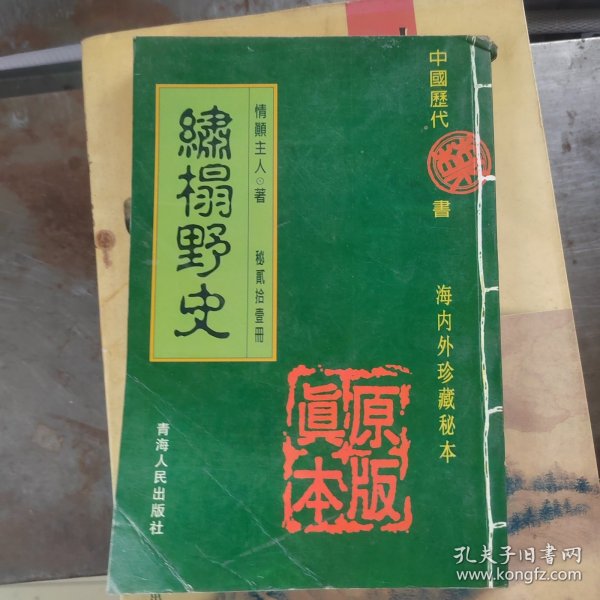 中國歷代
禁
書
海内外珍藏秘本
情顛主人⊙著
秘貳拾壹冊
繡榻野史
原版
真本
青海人民出版社
孔夫子旧书网
www.kongfz.com